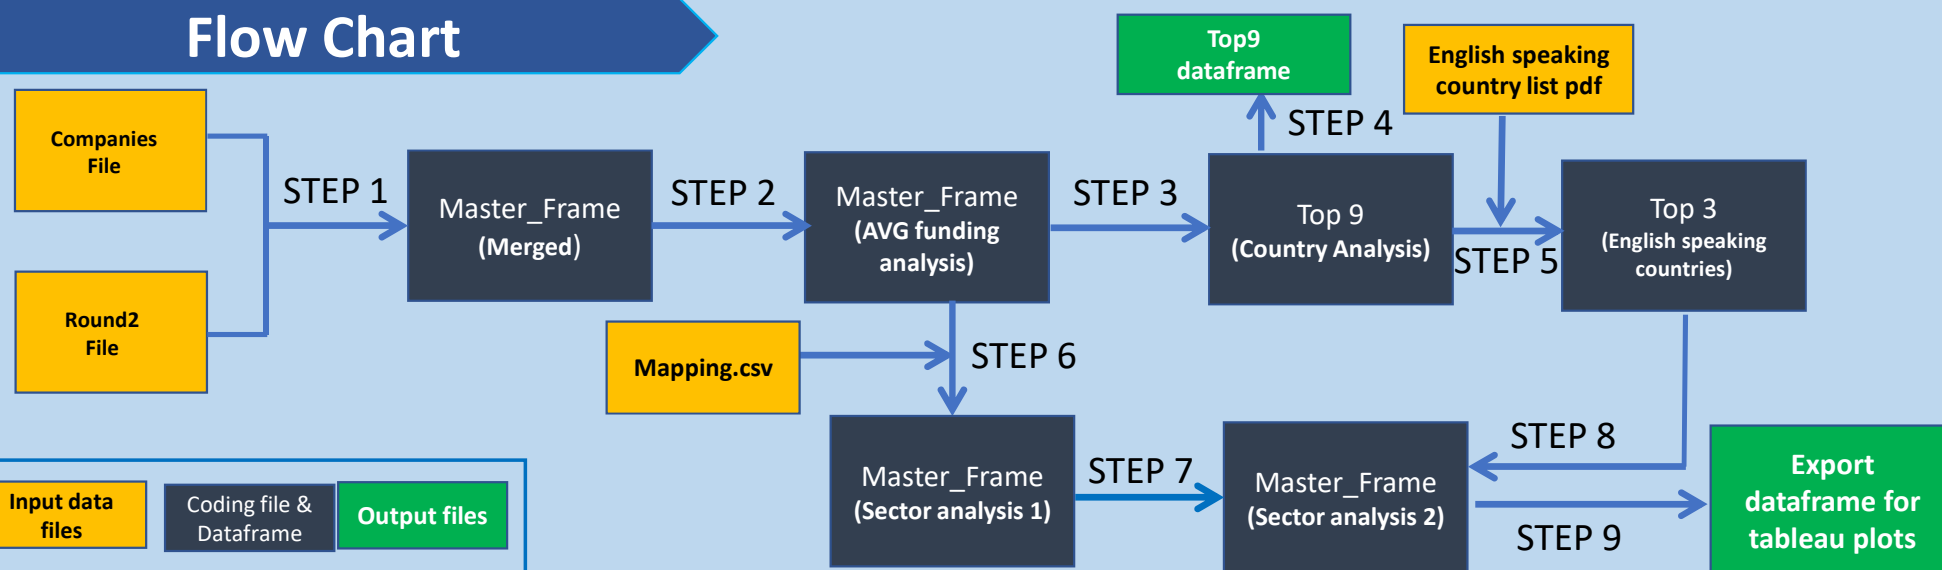 Flow Chart
Companies
File
Round2
File
STEP 1
Master_Frame
(Merged)
STEP 2
Master_Frame
(AVG funding
analysis)
STEP 3
Top9
dataframe
STEP 4
Top 9
(Country Analysis)
English speaking
country list pdf
STEP 5
Top 3
(English speaking
countries)
Mapping.csv
STEP 6
Master_Frame
(Sector analysis 1)
STEP 7
Master_Frame
(Sector analysis 2)
STEP 8
STEP 9
Export
dataframe for
tableau plots
Input data
files
Coding file &
Dataframe
Output files